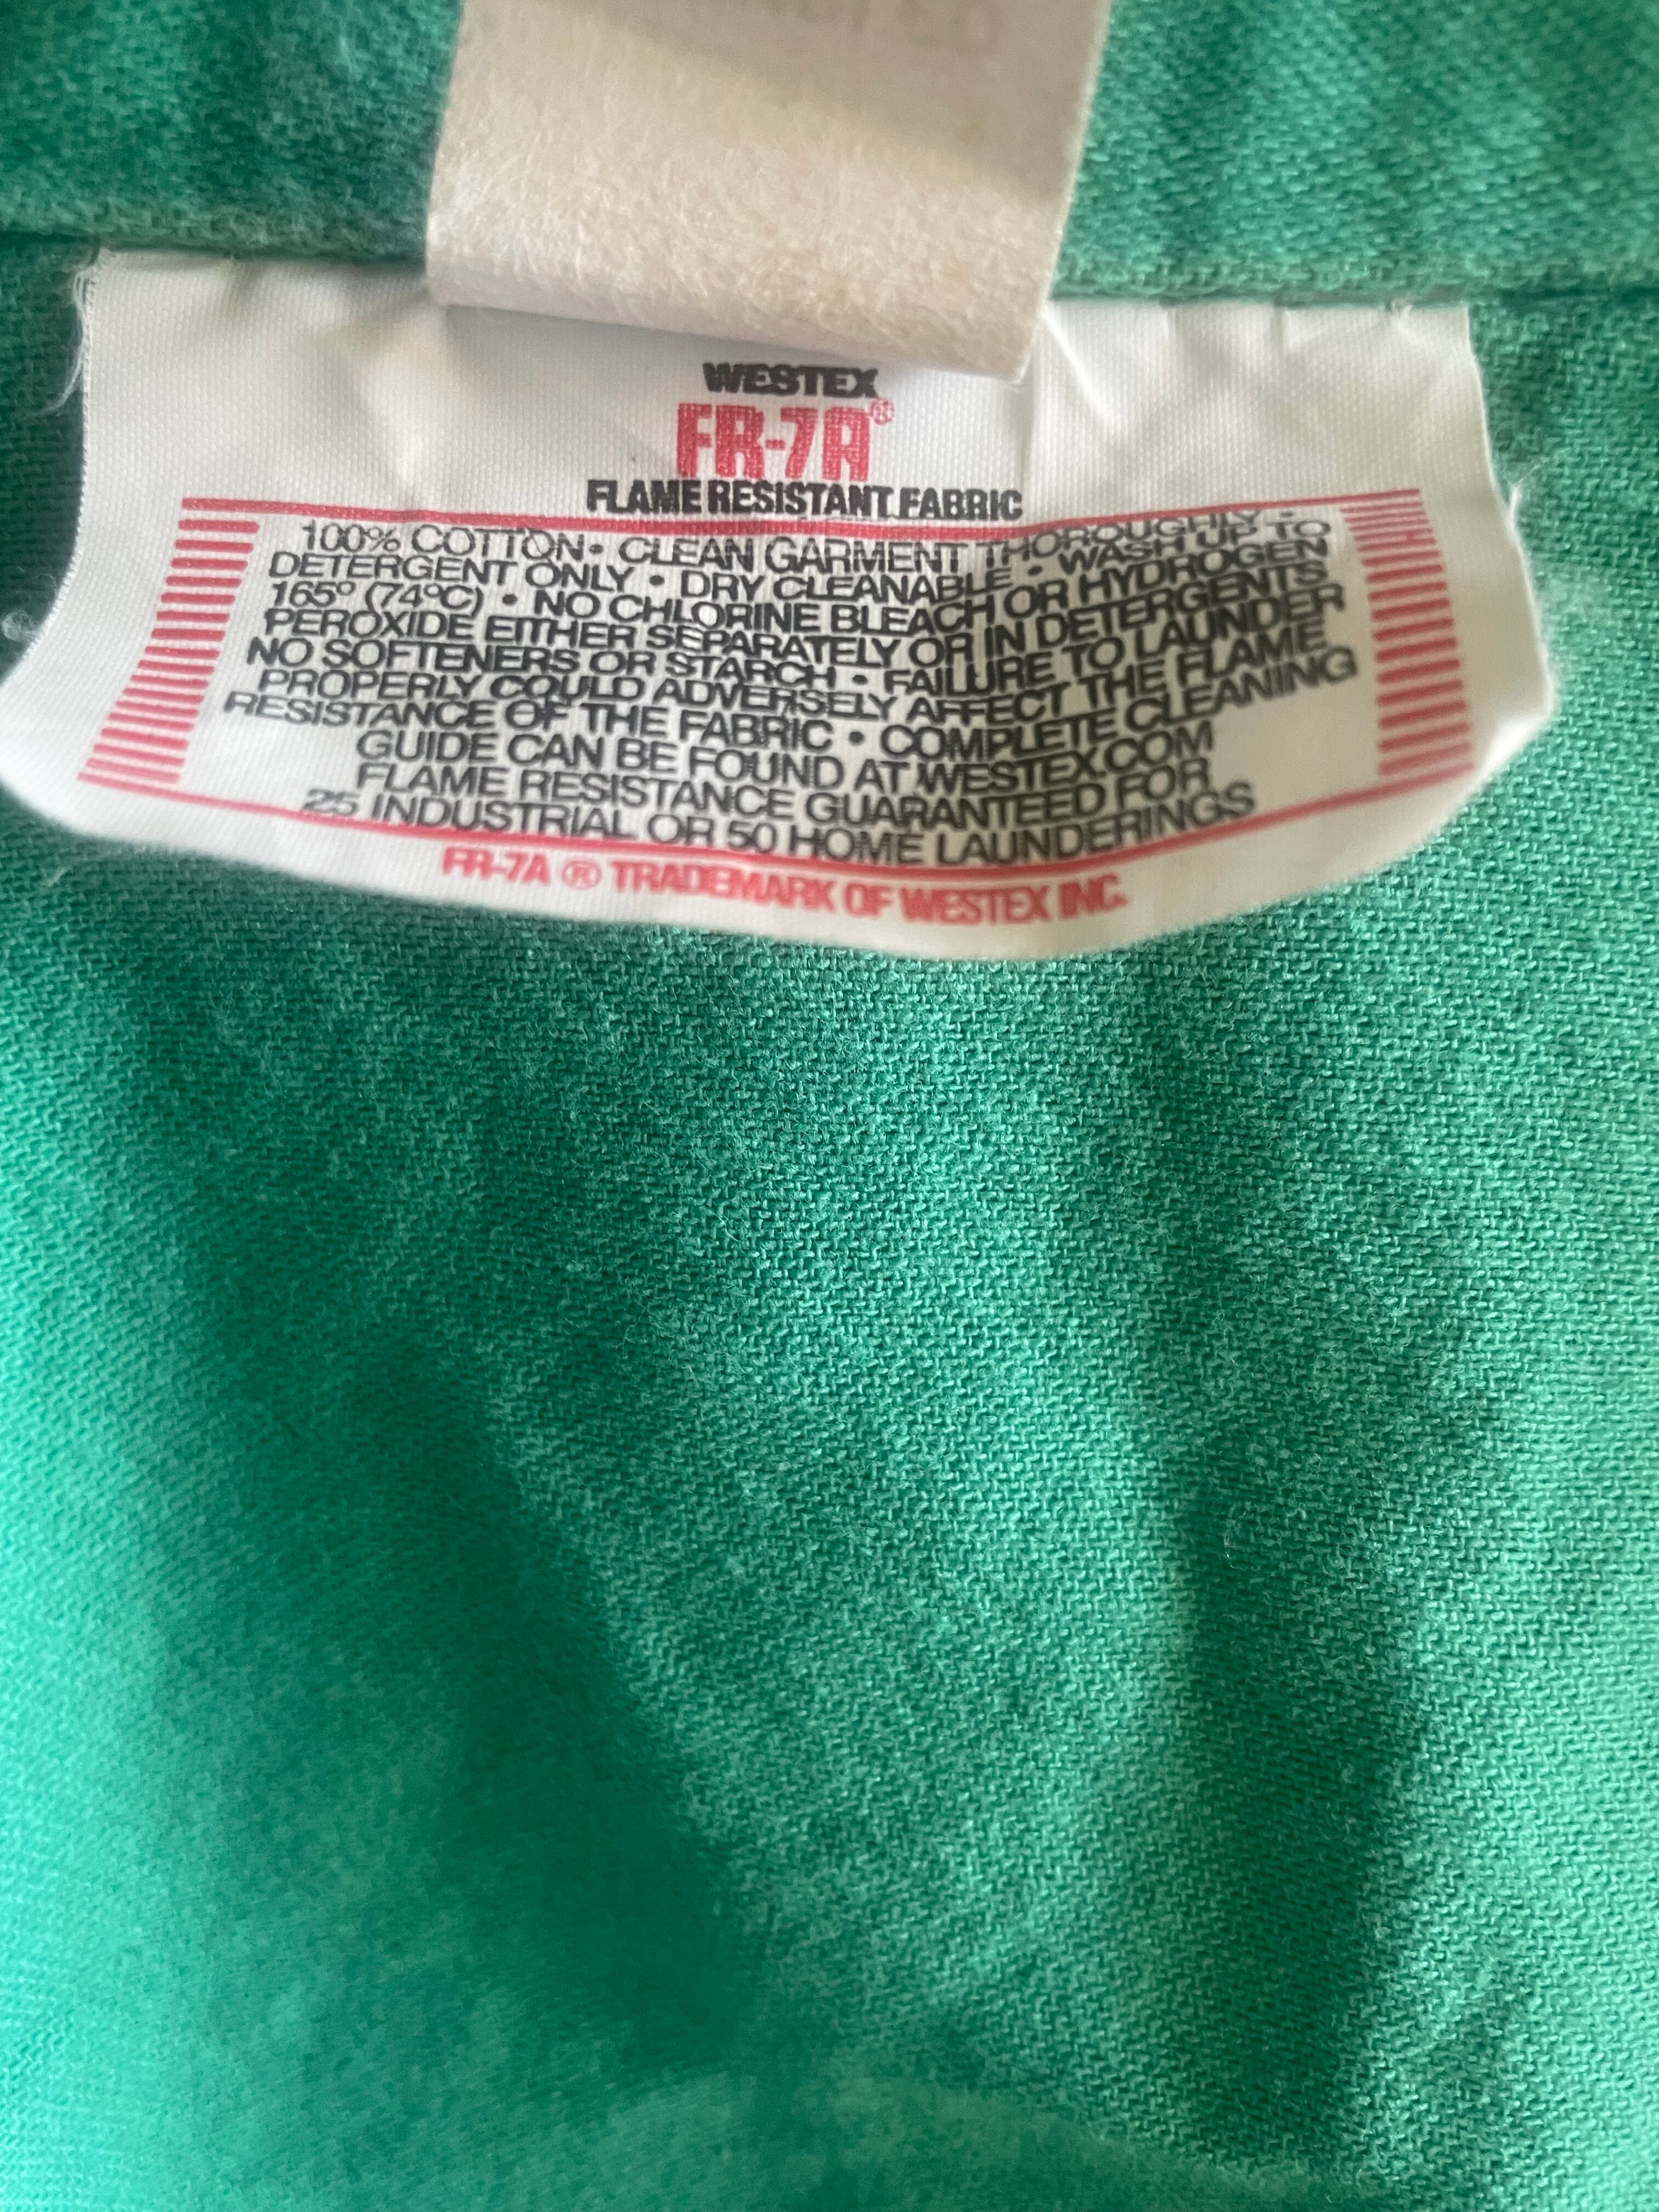 WESTEX
FR-7A®
FLAME RESISTANT FABRIC
100% COTTON • CLEAN GARMENT THOROUGHLY •
DETERGENT ONLY • DRY CLEANABLE • WASH UP TO
165° (74°C) • NO CHLORINE BLEACH OR HYDROGEN
PEROXIDE EITHER SEPARATELY OR IN DETERGENTS
NO SOFTENERS OR STARCH • FAILURE TO LAUNDER
PROPERLY COULD ADVERSELY AFFECT THE FLAME
RESISTANCE OF THE FABRIC • COMPLETE CLEANING
GUIDE CAN BE FOUND AT WESTEX.COM
FLAME RESISTANCE GUARANTEED FOR
25 INDUSTRIAL OR 50 HOME LAUNDERINGS
FR-7A ® TRADEMARK OF WESTEX INC.